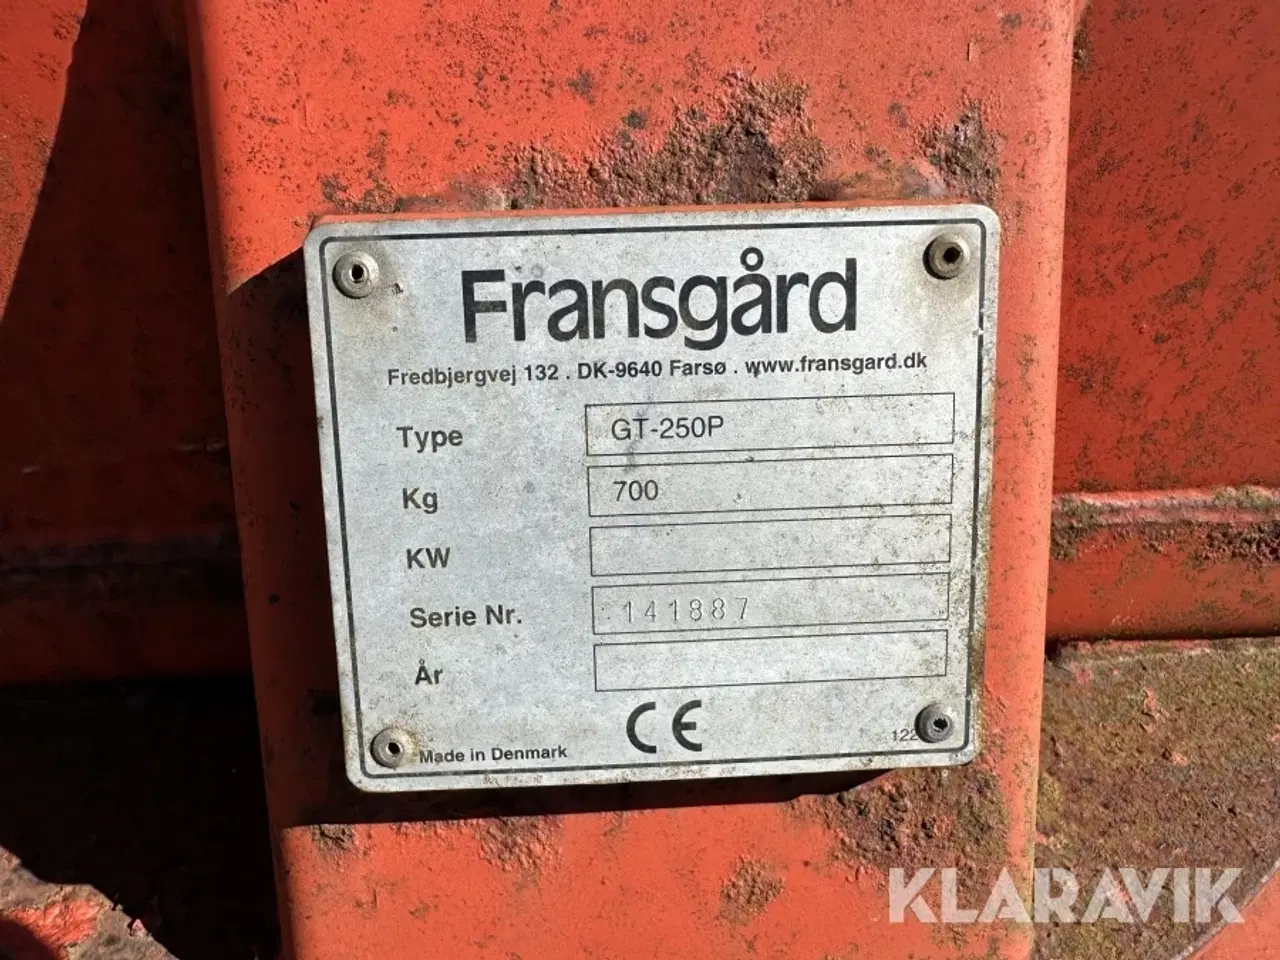 Fransgård
Fredbjergvej 132 . DK-9640 Farsø . www.fransgard.dk
Type GT-250P
Kg 700
KW
Serie Nr. 141887
År
CE
Made in Denmark
KLARAVIK